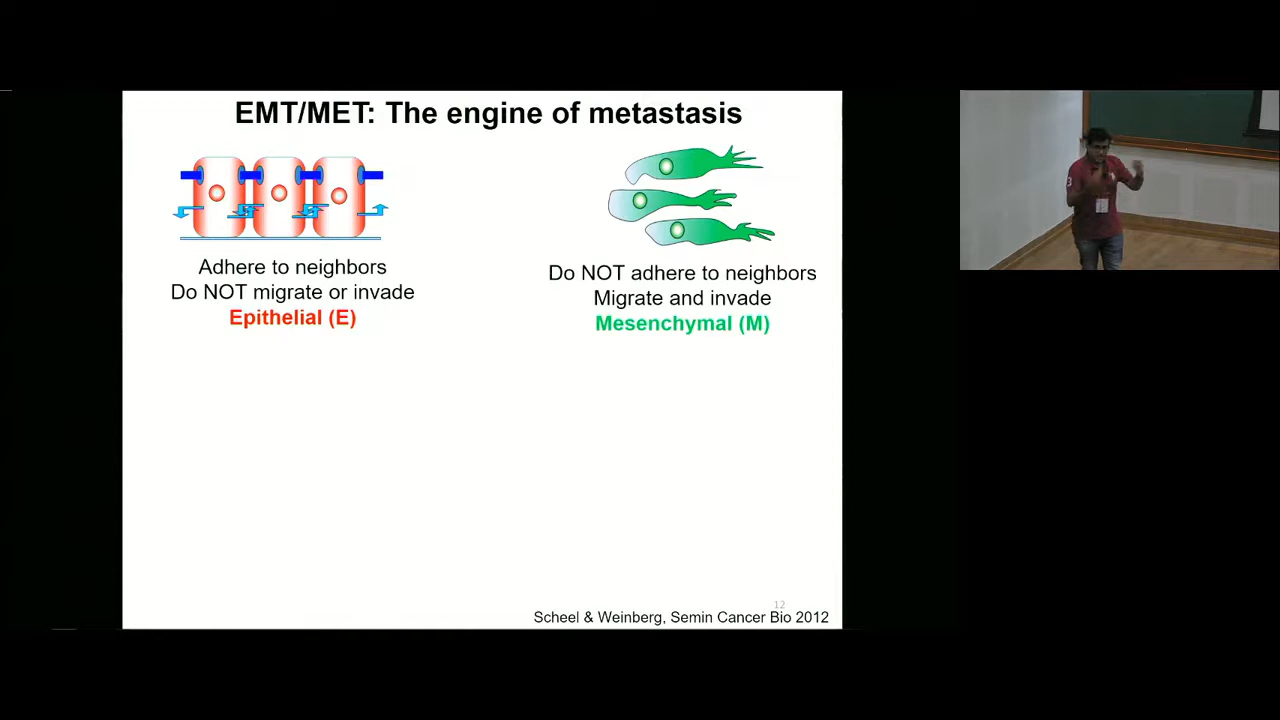 EMT/MET: The engine of metastasis
Adhere to neighbors
Do NOT migrate or invade
Epithelial (E)
Do NOT adhere to neighbors
Migrate and invade
Mesenchymal (M)
12
Scheel & Weinberg, Semin Cancer Bio 2012